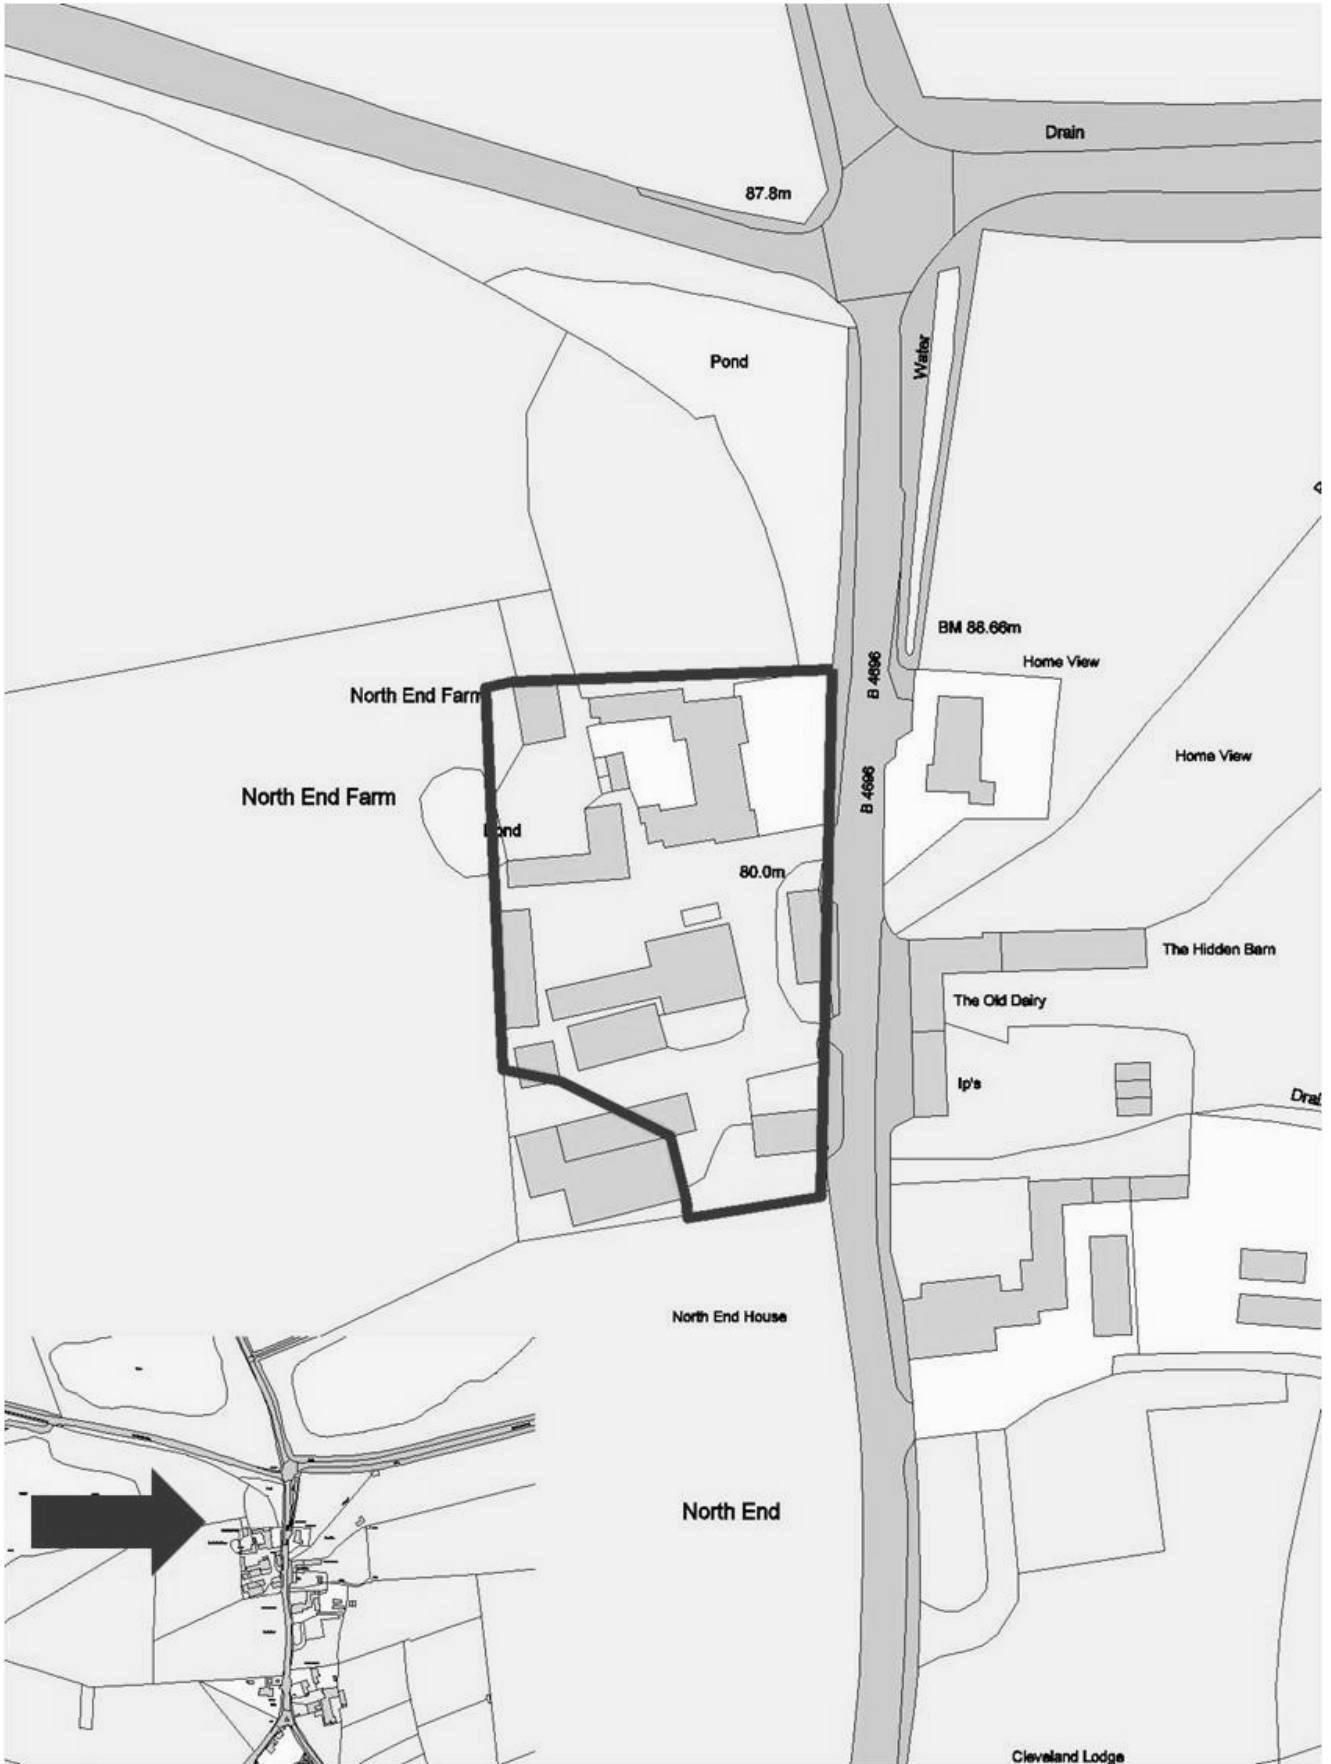 Drain
87.8m
Water
Pond
BM 88.66m
B 4696
Home View
North End Farm
Home View
North End Farm
B 4696
Pond
80.0m
The Hidden Barn
The Old Dairy
Ip's
North End House
North End
Cleveland Lodge